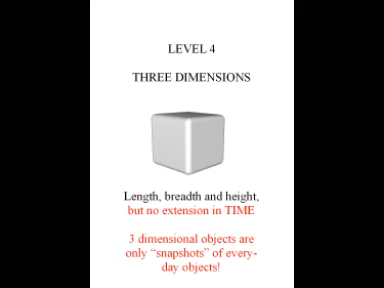 LEVEL 4
THREE DIMENSIONS
Length, breadth and height,
but no extension in TIME
3 dimensional objects are
only “snapshots” of every-
day objects!